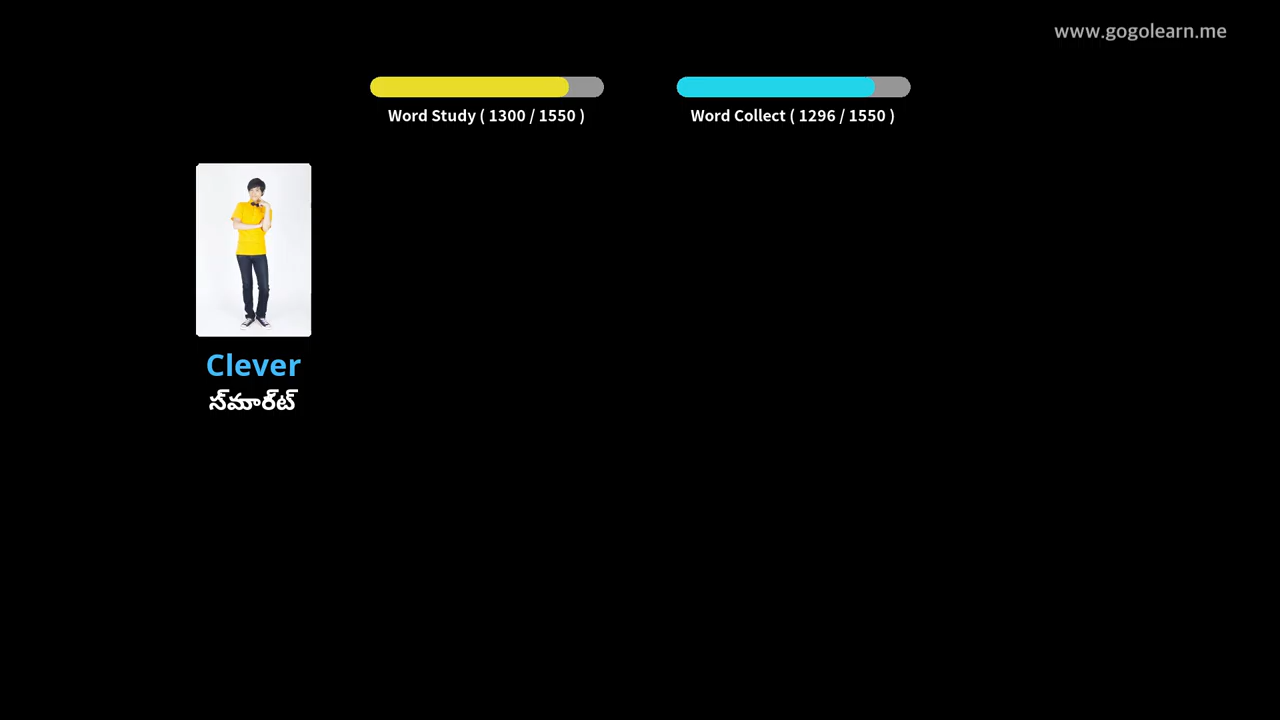 www.gogolearn.me
Word Study ( 1300 / 1550 )
Word Collect ( 1296 / 1550 )
Clever
స్‌మార్‌ట్